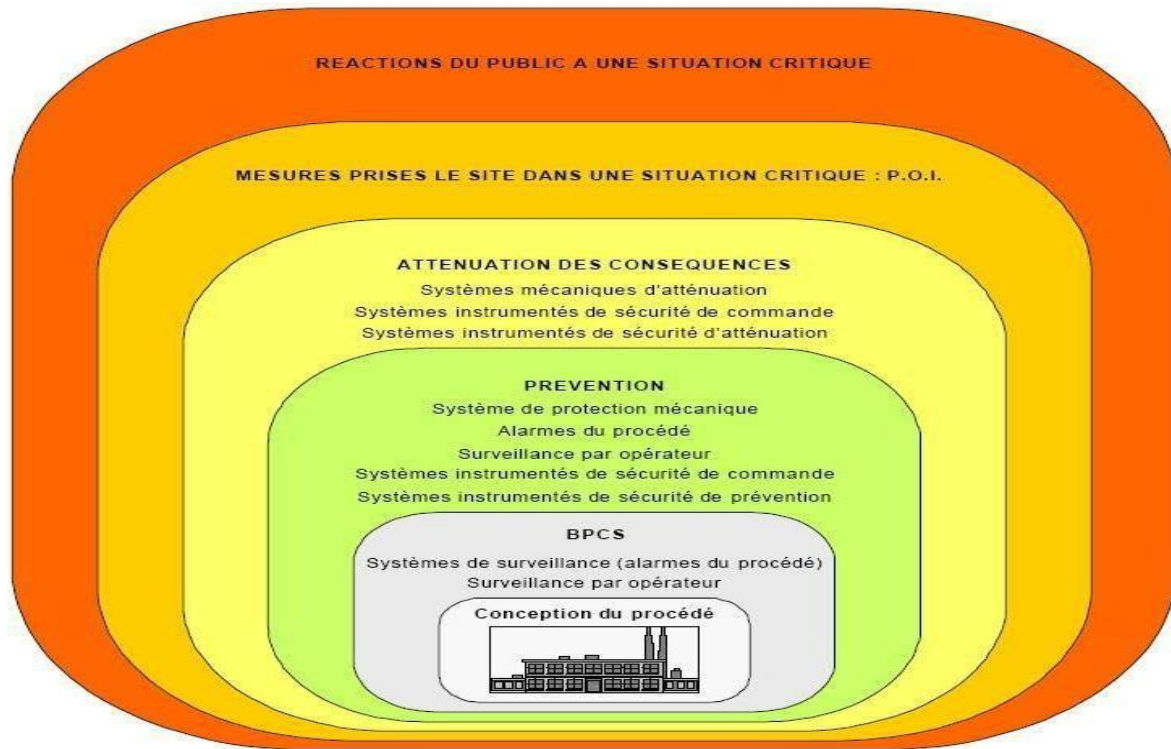 REACTIONS DU PUBLIC A UNE SITUATION CRITIQUE
MESURES PRISES LE SITE DANS UNE SITUATION CRITIQUE : P.O.I.
ATTENUATION DES CONSEQUENCES
Systèmes mécaniques d'atténuation
Systèmes instrumentés de sécurité de commande
Systèmes instrumentés de sécurité d'atténuation
PREVENTION
Système de protection mécanique
Alarmes du procédé
Surveillance par opérateur
Systèmes instrumentés de sécurité de commande
Systèmes instrumentés de sécurité de prévention
BPCS
Systèmes de surveillance (alarmes du procédé)
Surveillance par opérateur
Conception du procédé